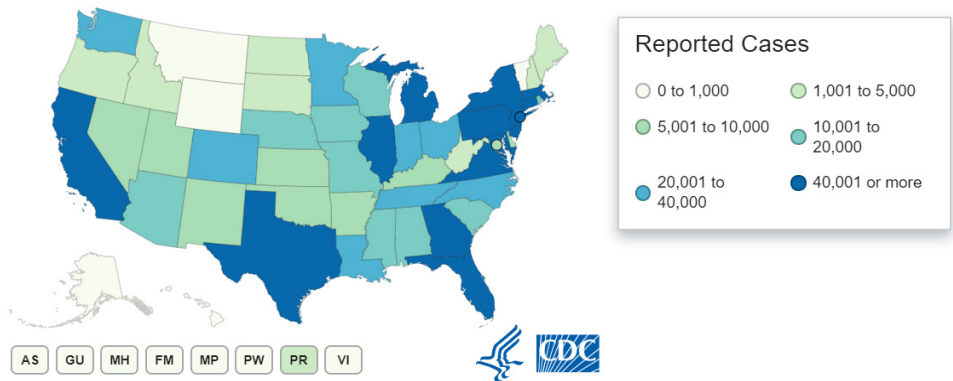 Reported Cases
0 to 1,000
1,001 to 5,000
5,001 to 10,000
10,001 to
20,000
20,001 to
40,000
40,001 or more
AS
GU
MH
FM
MP
PW
PR
VI
CDC